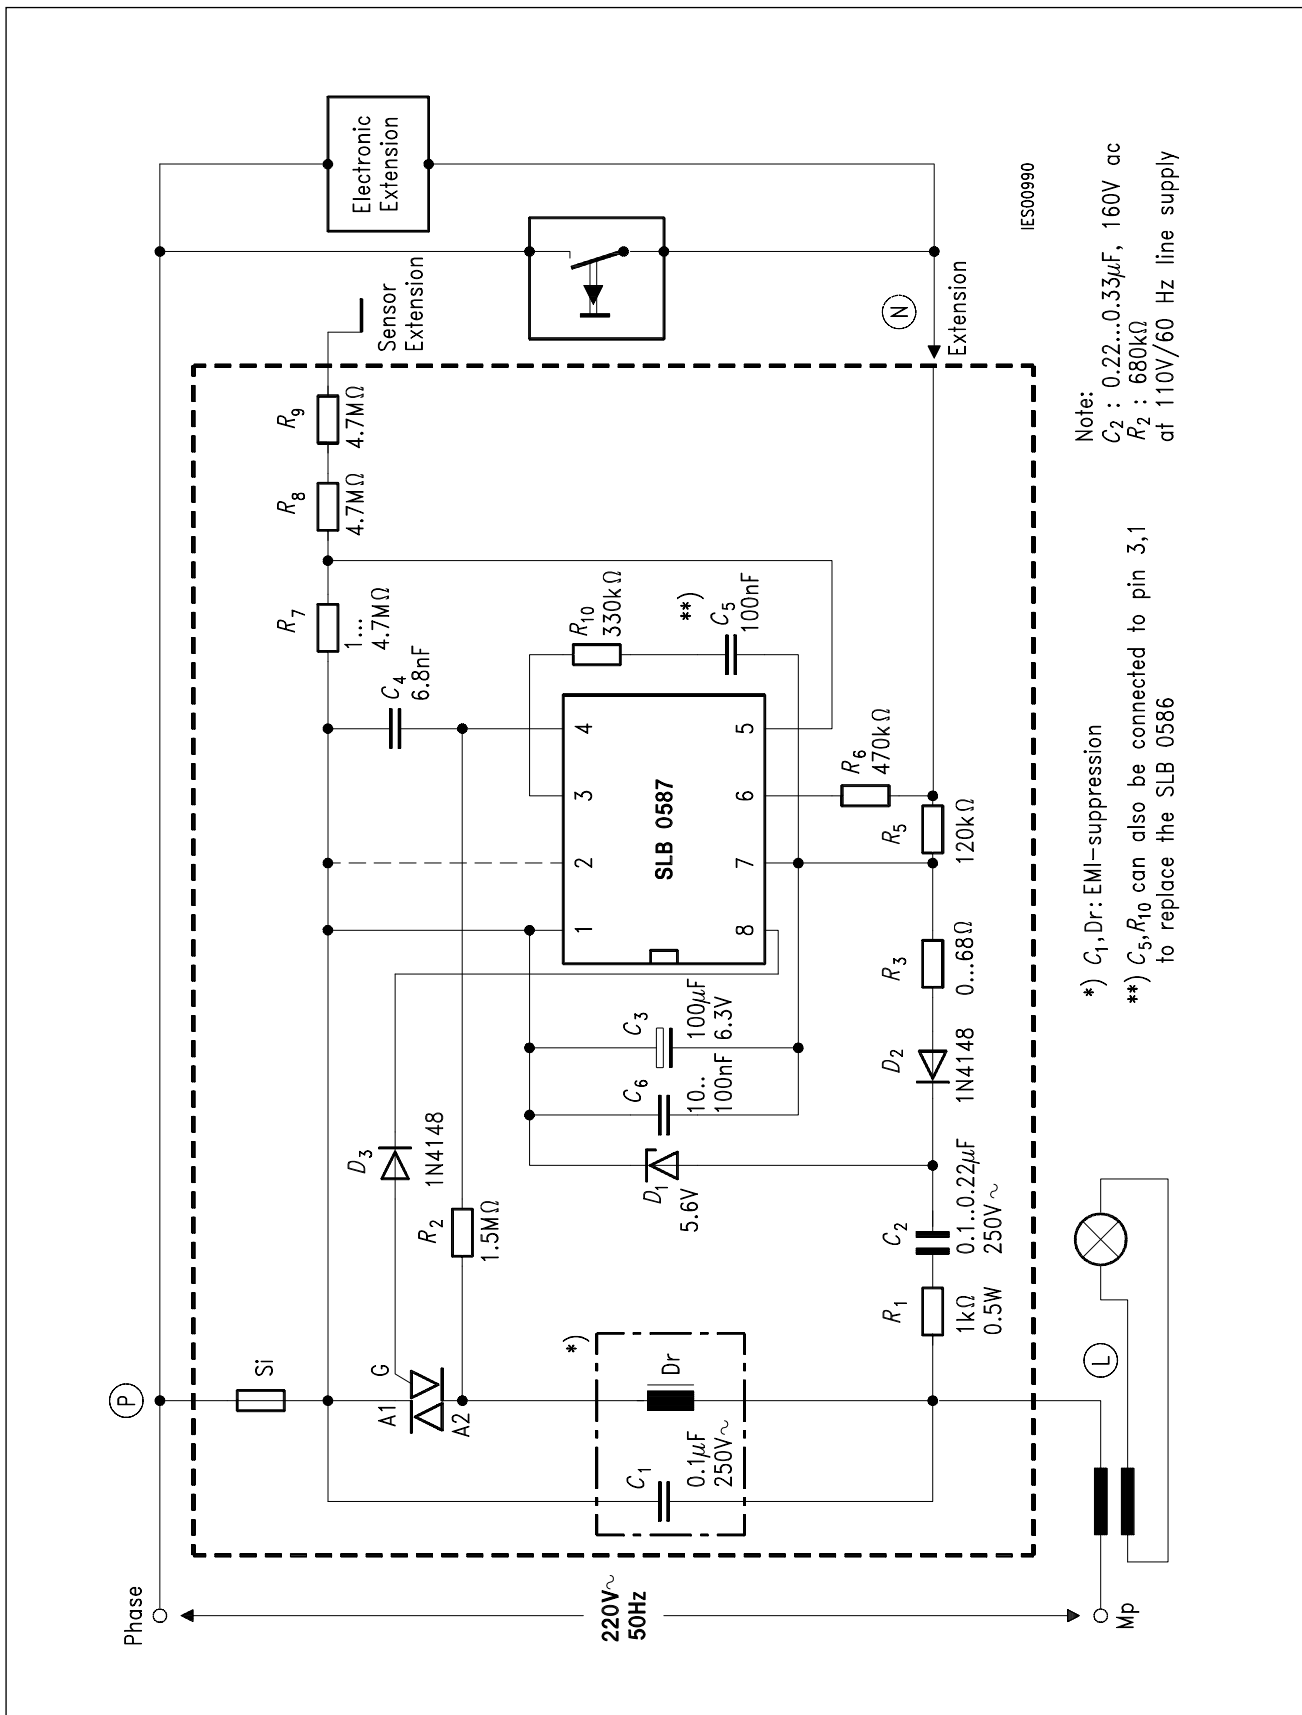 Phase
P
Si
220V~
50Hz
Mp
L
A1
G
A2
*)
Dr
C1
0.1µF
250V~
D3
1N4148
R2
1.5MΩ
R1
1kΩ
0.5W
C2
0.1..0.22µF
250V~
D1
5.6V
C6
10..
100nF
C3
100µF
6.3V
D2
1N4148
R3
0...68Ω
R5
120kΩ
R6
470kΩ
SLB 0587
1
2
3
4
5
6
7
8
C4
6.8nF
R10
330kΩ
**)
C5
100nF
R7
1...
4.7MΩ
R8
4.7MΩ
R9
4.7MΩ
Sensor
Extension
Electronic
Extension
N
Extension
IES00990
*) C1,Dr: EMI-suppression
**) C5,R10 can also be connected to pin 3,1
to replace the SLB 0586
Note:
C2 : 0.22...0.33µF, 160V ac
R2 : 680kΩ
at 110V/60 Hz line supply